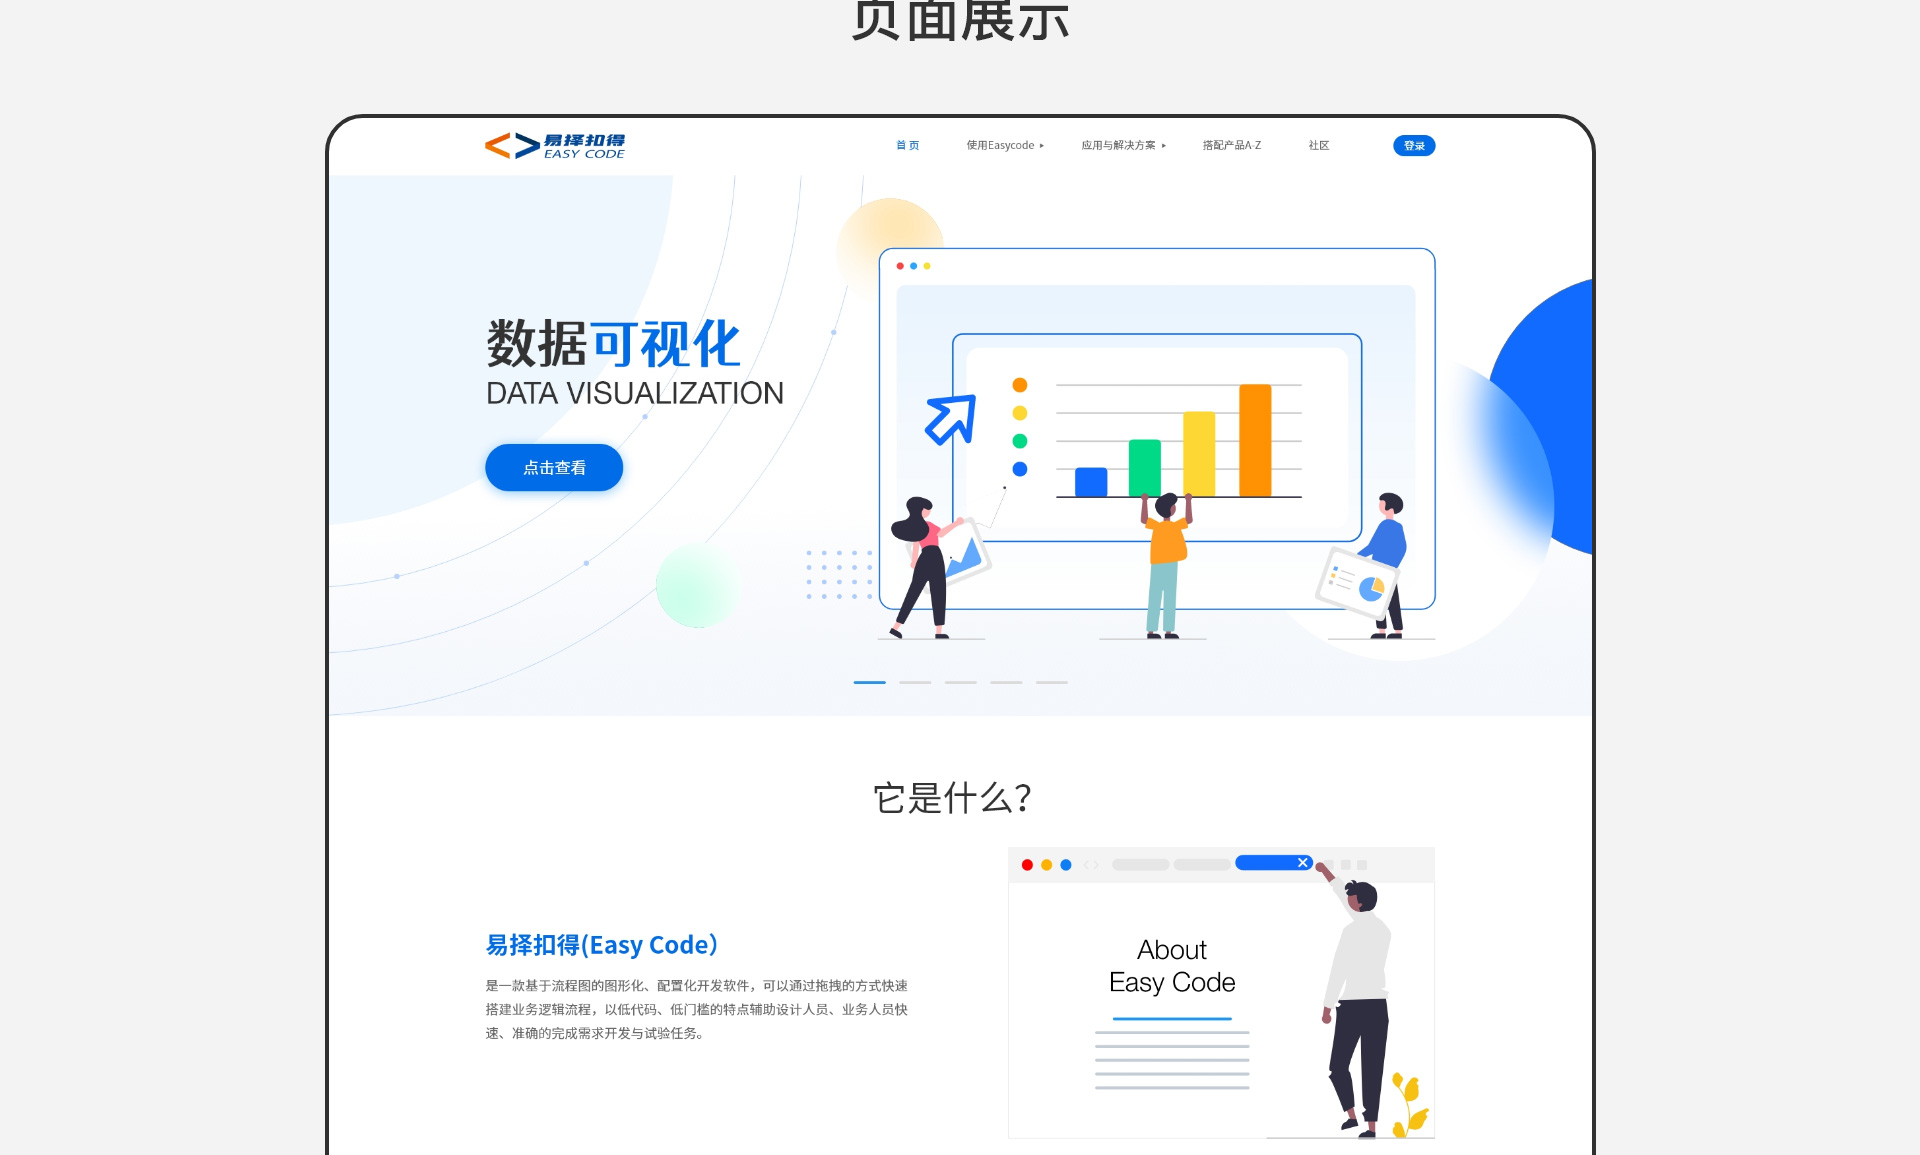 页面展示
易择扣得
EASY CODE
首页 使用Easycode 应用与解决方案 搭配产品A-Z 社区 登录
数据可视化
DATA VISUALIZATION
点击查看
它是什么？
易择扣得(Easy Code）
是一款基于流程图的图形化、配置化开发软件，可以通过拖拽的方式快速
搭建业务逻辑流程，以低代码、低门槛的特点辅助设计人员、业务人员快
速、准确的完成需求开发与试验任务。
About
Easy Code